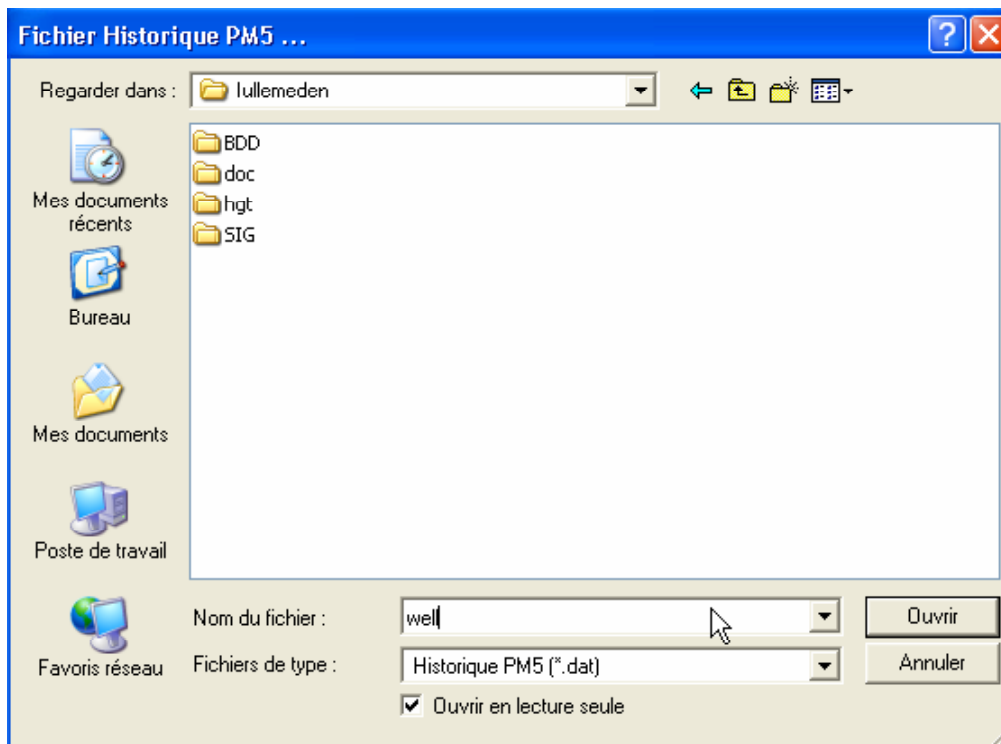 Fichier Historique PM5 ...
Regarder dans :
lullemeden
BDD
doc
hgt
SIG
Mes documents
récents
Bureau
Mes documents
Poste de travail
Favoris réseau
Nom du fichier :
well
Ouvrir
Fichiers de type :
Historique PM5 (*.dat)
Annuler
Ouvrir en lecture seule